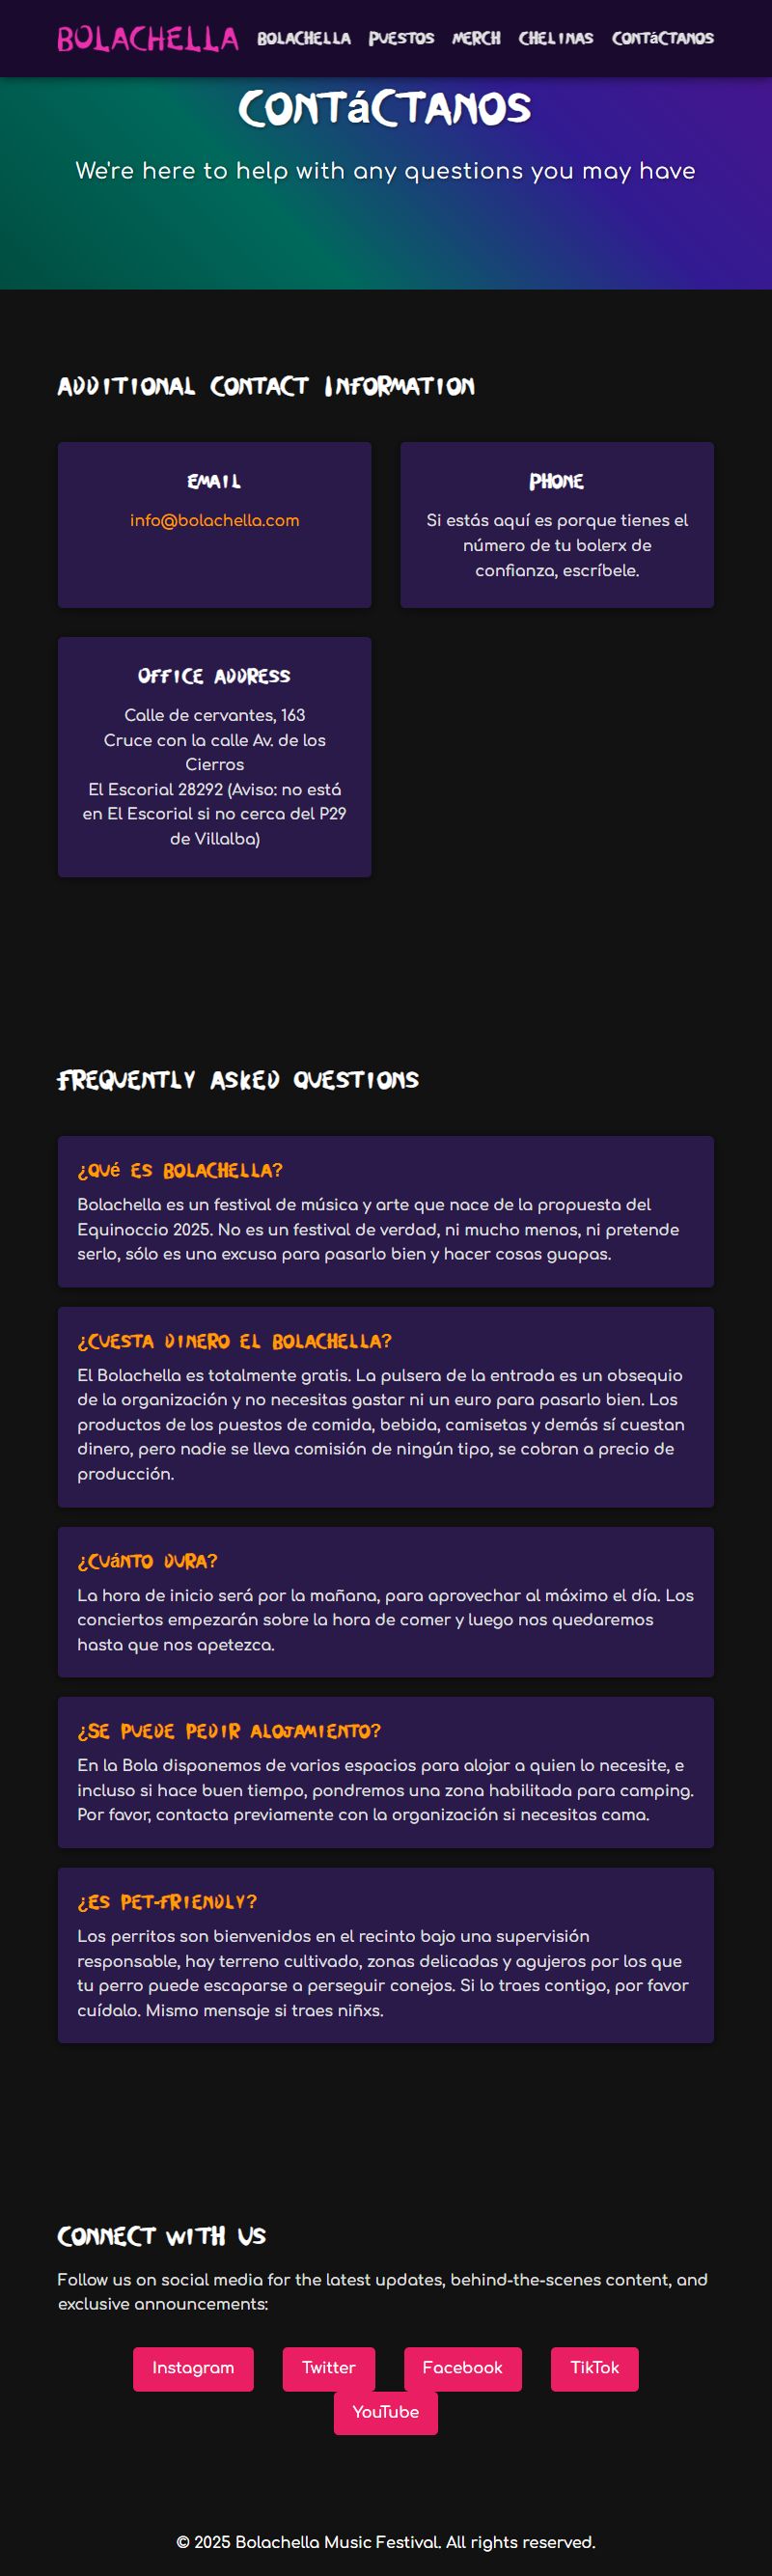 BOLACHELLA BOLACHELLA PUESTOS MERCH CHELINAS CONTáCTANOS
CONTáCTANOS
We're here to help with any questions you may have
ADDITIONAL CONTACT INFORMATION
EMAIL
info@bolachella.com
PHONE
Si estás aquí es porque tienes el
número de tu bolerx de
confianza, escríbele.
OFFICE ADDRESS
Calle de cervantes, 163
Cruce con la calle Av. de los
Cierros
El Escorial 28292 (Aviso: no está
en El Escorial si no cerca del P29
de Villalba)
FREQUENTLY ASKED QUESTIONS
¿QUé ES BOLACHELLA?
Bolachella es un festival de música y arte que nace de la propuesta del
Equinoccio 2025. No es un festival de verdad, ni mucho menos, ni pretende
serlo, sólo es una excusa para pasarlo bien y hacer cosas guapas.
¿CUESTA DINERO EL BOLACHELLA?
El Bolachella es totalmente gratis. La pulsera de la entrada es un obsequio
de la organización y no necesitas gastar ni un euro para pasarlo bien. Los
productos de los puestos de comida, bebida, camisetas y demás sí cuestan
dinero, pero nadie se lleva comisión de ningún tipo, se cobran a precio de
producción.
¿CUáNTO DURA?
La hora de inicio será por la mañana, para aprovechar al máximo el día. Los
conciertos empezarán sobre la hora de comer y luego nos quedaremos
hasta que nos apetezca.
¿SE PUEDE PEDIR ALOJAMIENTO?
En la Bola disponemos de varios espacios para alojar a quien lo necesite, e
incluso si hace buen tiempo, pondremos una zona habilitada para camping.
Por favor, contacta previamente con la organización si necesitas cama.
¿ES PET-FRIENDLY?
Los perritos son bienvenidos en el recinto bajo una supervisión
responsable, hay terreno cultivado, zonas delicadas y agujeros por los que
tu perro puede escaparse a perseguir conejos. Si lo traes contigo, por favor
cuídalo. Mismo mensaje si traes niñxs.
CONNECT WITH US
Follow us on social media for the latest updates, behind-the-scenes content, and
exclusive announcements:
Instagram Twitter Facebook TikTok
YouTube
© 2025 Bolachella Music Festival. All rights reserved.